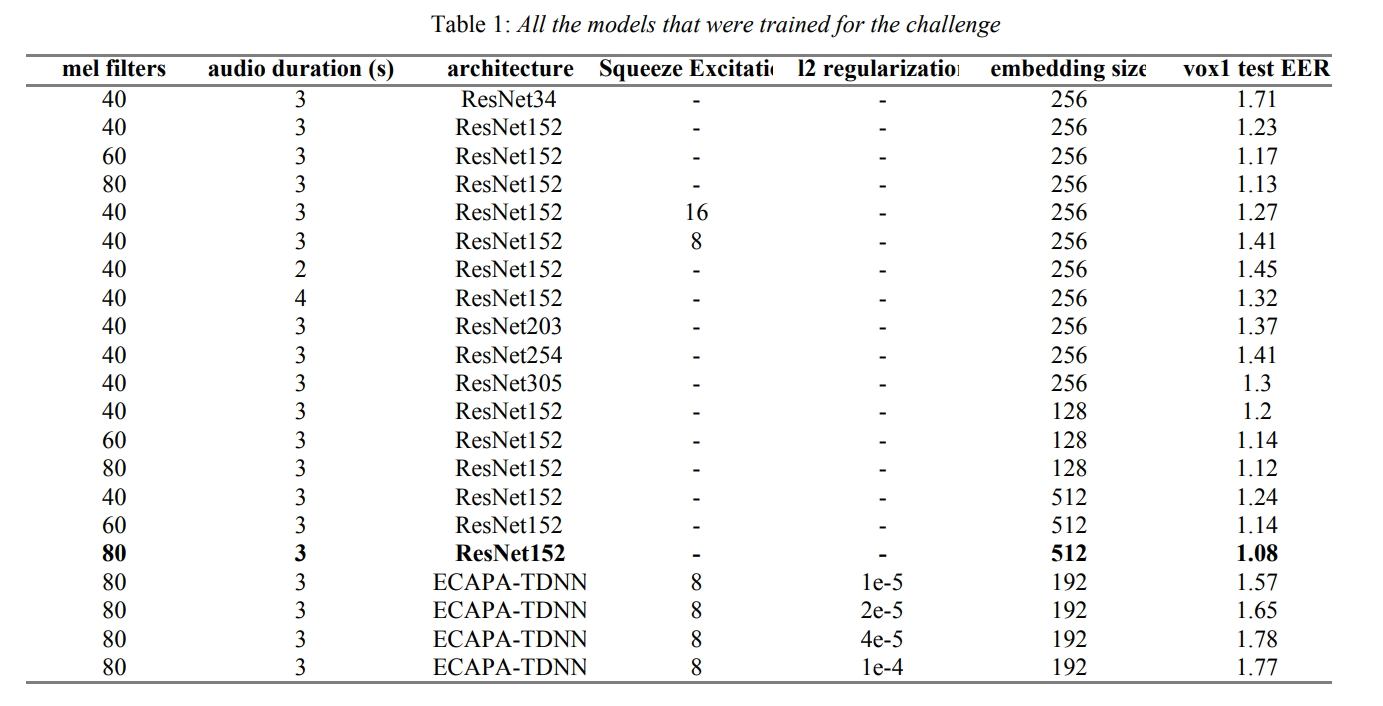 Table 1: All the models that were trained for the challenge
mel filters audio duration (s) architecture Squeeze Excitatio l2 regularization embedding size vox1 test EER
40 3 ResNet34 - - 256 1.71
40 3 ResNet152 - - 256 1.23
60 3 ResNet152 - - 256 1.17
80 3 ResNet152 - - 256 1.13
40 3 ResNet152 16 - 256 1.27
40 3 ResNet152 8 - 256 1.41
40 2 ResNet152 - - 256 1.45
40 4 ResNet152 - - 256 1.32
40 3 ResNet203 - - 256 1.37
40 3 ResNet254 - - 256 1.41
40 3 ResNet305 - - 256 1.3
40 3 ResNet152 - - 128 1.2
60 3 ResNet152 - - 128 1.14
80 3 ResNet152 - - 128 1.12
40 3 ResNet152 - - 512 1.24
60 3 ResNet152 - - 512 1.14
80 3 ResNet152 - - 512 1.08
80 3 ECAPA-TDNN 8 1e-5 192 1.57
80 3 ECAPA-TDNN 8 2e-5 192 1.65
80 3 ECAPA-TDNN 8 4e-5 192 1.78
80 3 ECAPA-TDNN 8 1e-4 192 1.77